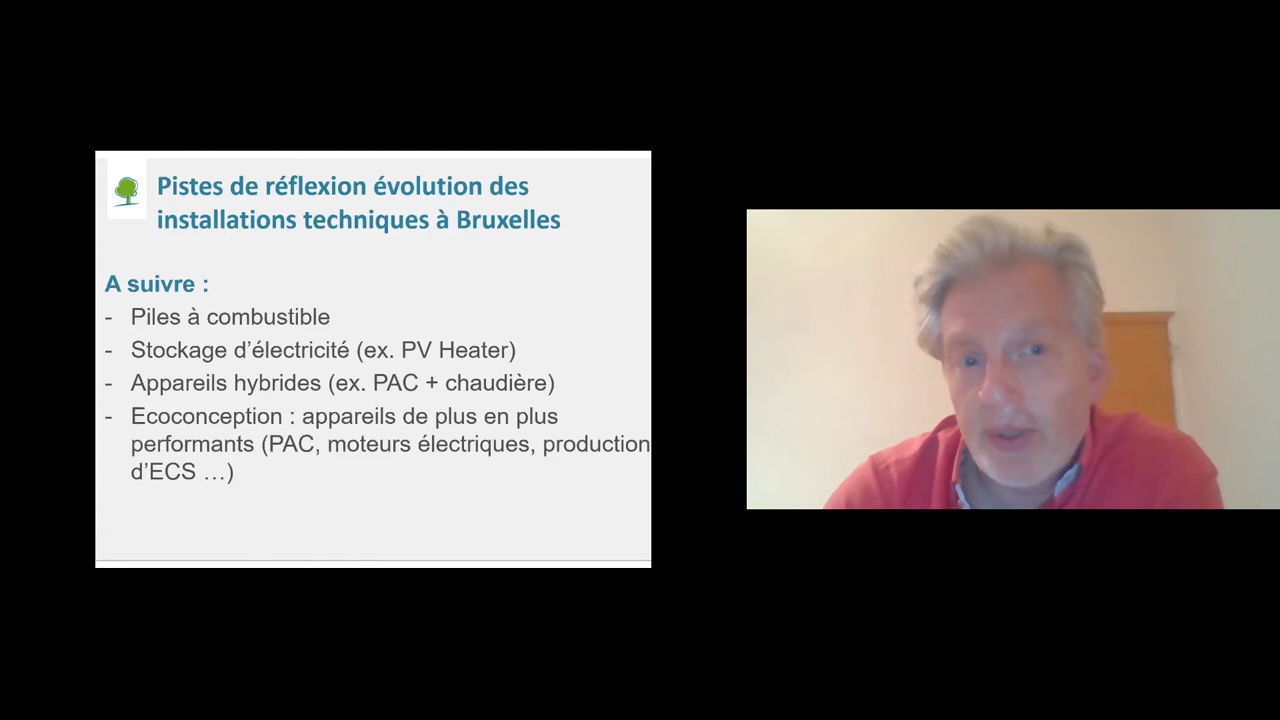 Pistes de réflexion évolution des
installations techniques à Bruxelles
A suivre :
- Piles à combustible
- Stockage d’électricité (ex. PV Heater)
- Appareils hybrides (ex. PAC + chaudière)
- Ecoconception : appareils de plus en plus
performants (PAC, moteurs électriques, production
d’ECS …)